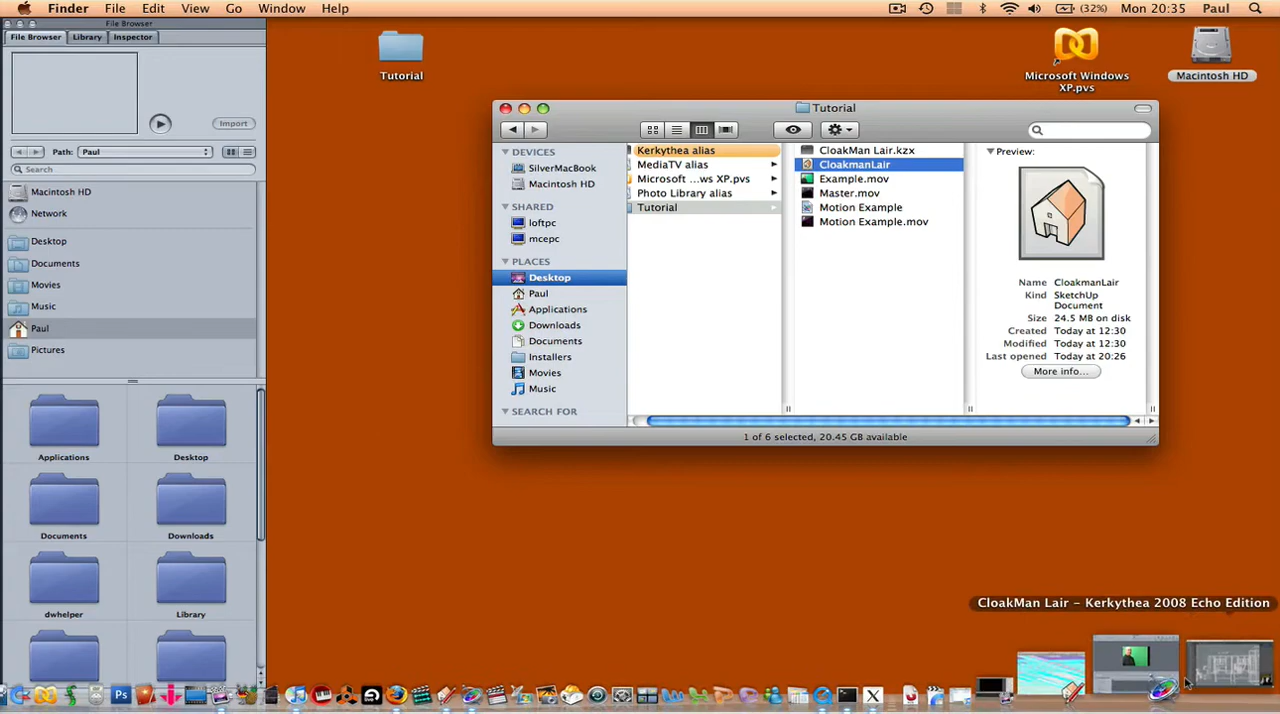 Finder File Edit View Go Window Help (32%) Mon 20:35 Paul
File Browser
File Browser Library Inspector
Import
Path: Paul
Search
Macintosh HD
Network
Desktop
Documents
Movies
Music
Paul
Pictures
Applications Desktop
Documents Downloads
dwhelper Library
Tutorial
Microsoft Windows XP.pvs
Macintosh HD
Tutorial
DEVICES
SilverMacBook
Macintosh HD
SHARED
loftpc
mcepc
PLACES
Desktop
Paul
Applications
Downloads
Documents
Installers
Movies
Music
SEARCH FOR
Kerkythea alias
MediaTV alias
Microsoft ...ws XP.pvs
Photo Library alias
Tutorial
CloakMan Lair.kzx
CloakmanLair
Example.mov
Master.mov
Motion Example
Motion Example.mov
Preview:
Name CloakmanLair
Kind SketchUp Document
Size 24.5 MB on disk
Created Today at 12:30
Modified Today at 12:30
Last opened Today at 20:26
More info...
1 of 6 selected, 20.45 GB available
CloakMan Lair – Kerkythea 2008 Echo Edition
Ps